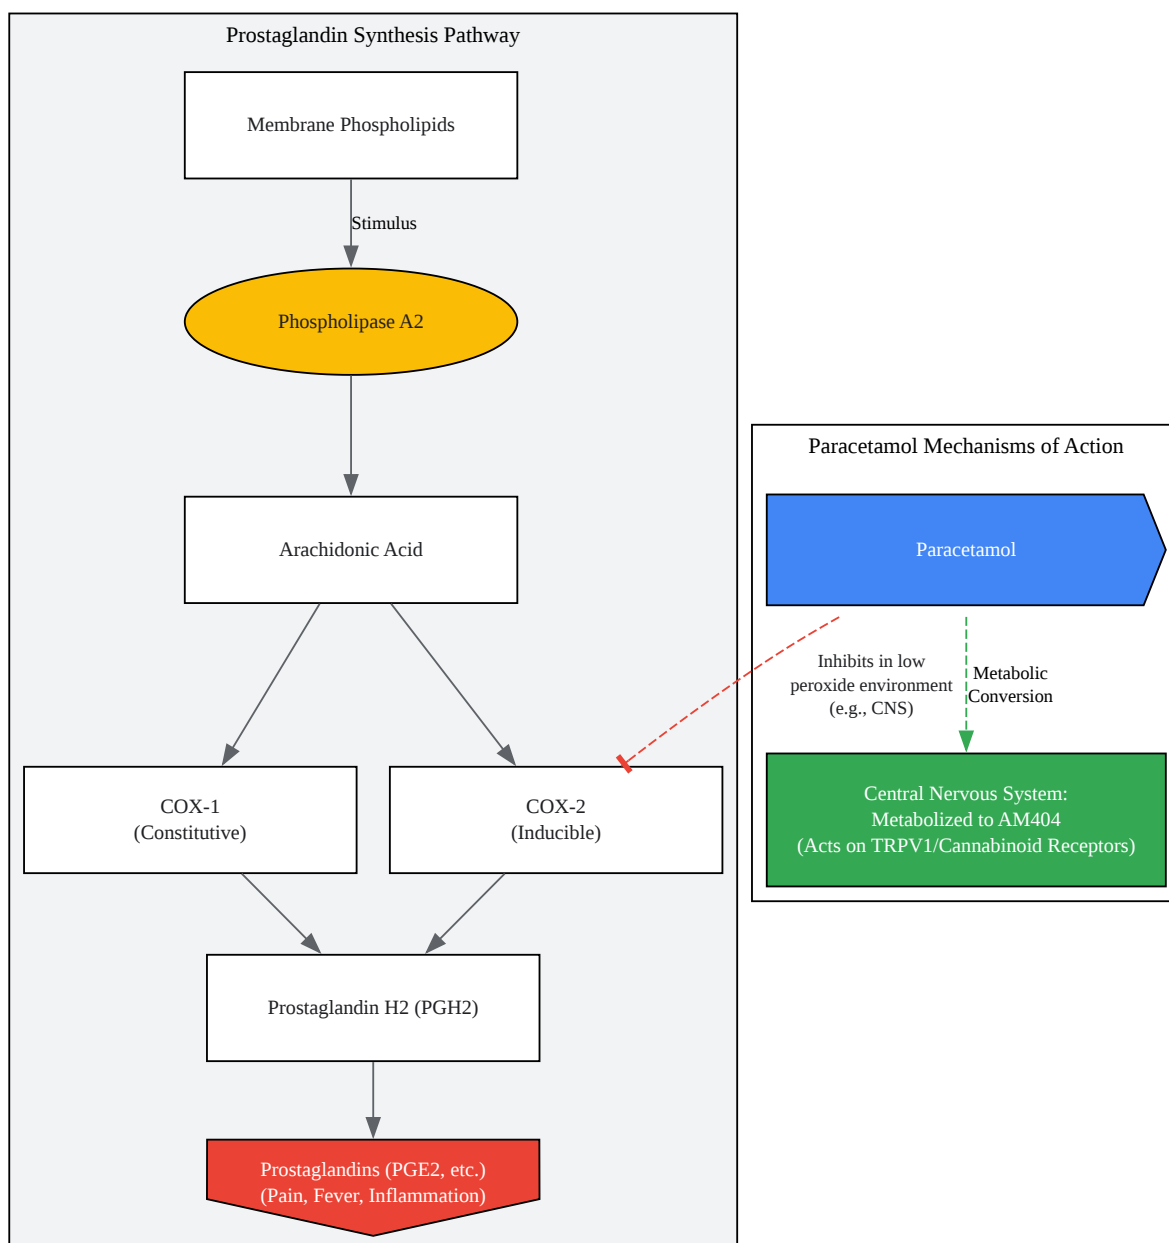 Prostaglandin Synthesis Pathway
Membrane Phospholipids
Stimulus
Phospholipase A2
Arachidonic Acid
COX-1
(Constitutive)
COX-2
(Inducible)
Prostaglandin H2 (PGH2)
Prostaglandins (PGE2, etc.)
(Pain, Fever, Inflammation)
Paracetamol Mechanisms of Action
Paracetamol
Inhibits in low
peroxide environment
(e.g., CNS)
Metabolic
Conversion
Central Nervous System:
Metabolized to AM404
(Acts on TRPV1/Cannabinoid Receptors)